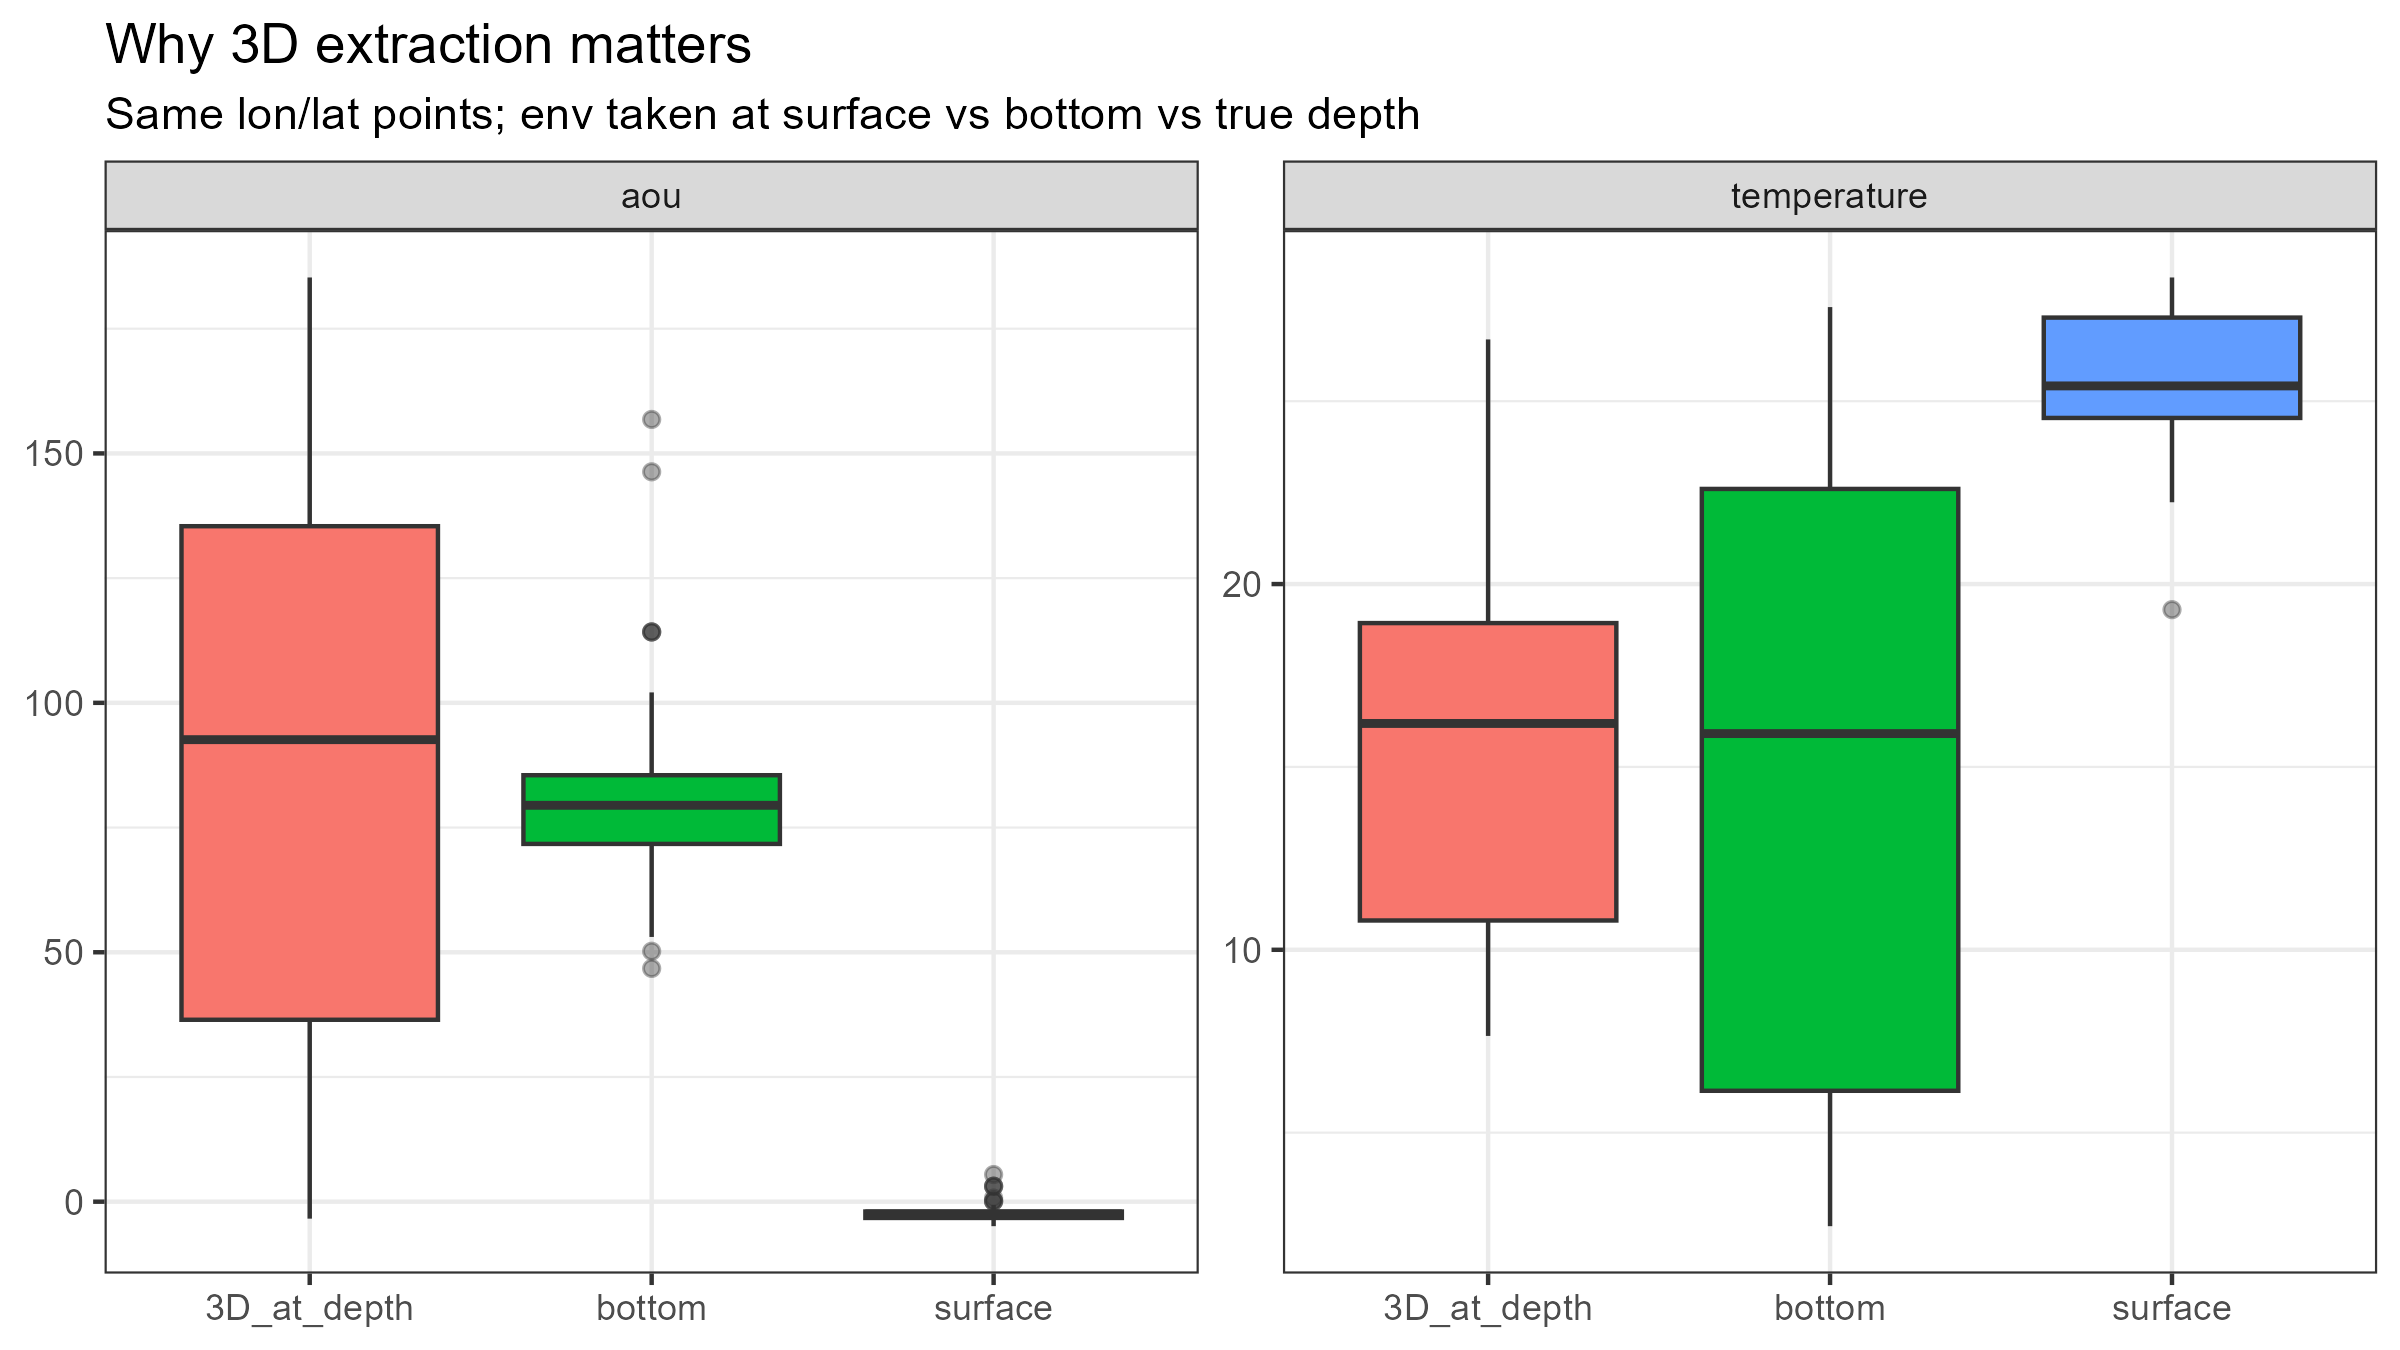 Why 3D extraction matters
Same lon/lat points; env taken at surface vs bottom vs true depth
aou
temperature
150
100
50
0
20
10
3D_at_depth
bottom
surface
3D_at_depth
bottom
surface